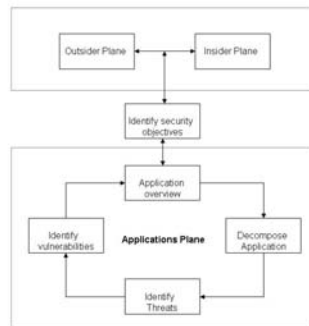 Outsider Plane
Insider Plane
Identify security
objectives
Application
overview
Identify
vulnerabilities
Applications Plane
Decompose
Application
Identify
Threats